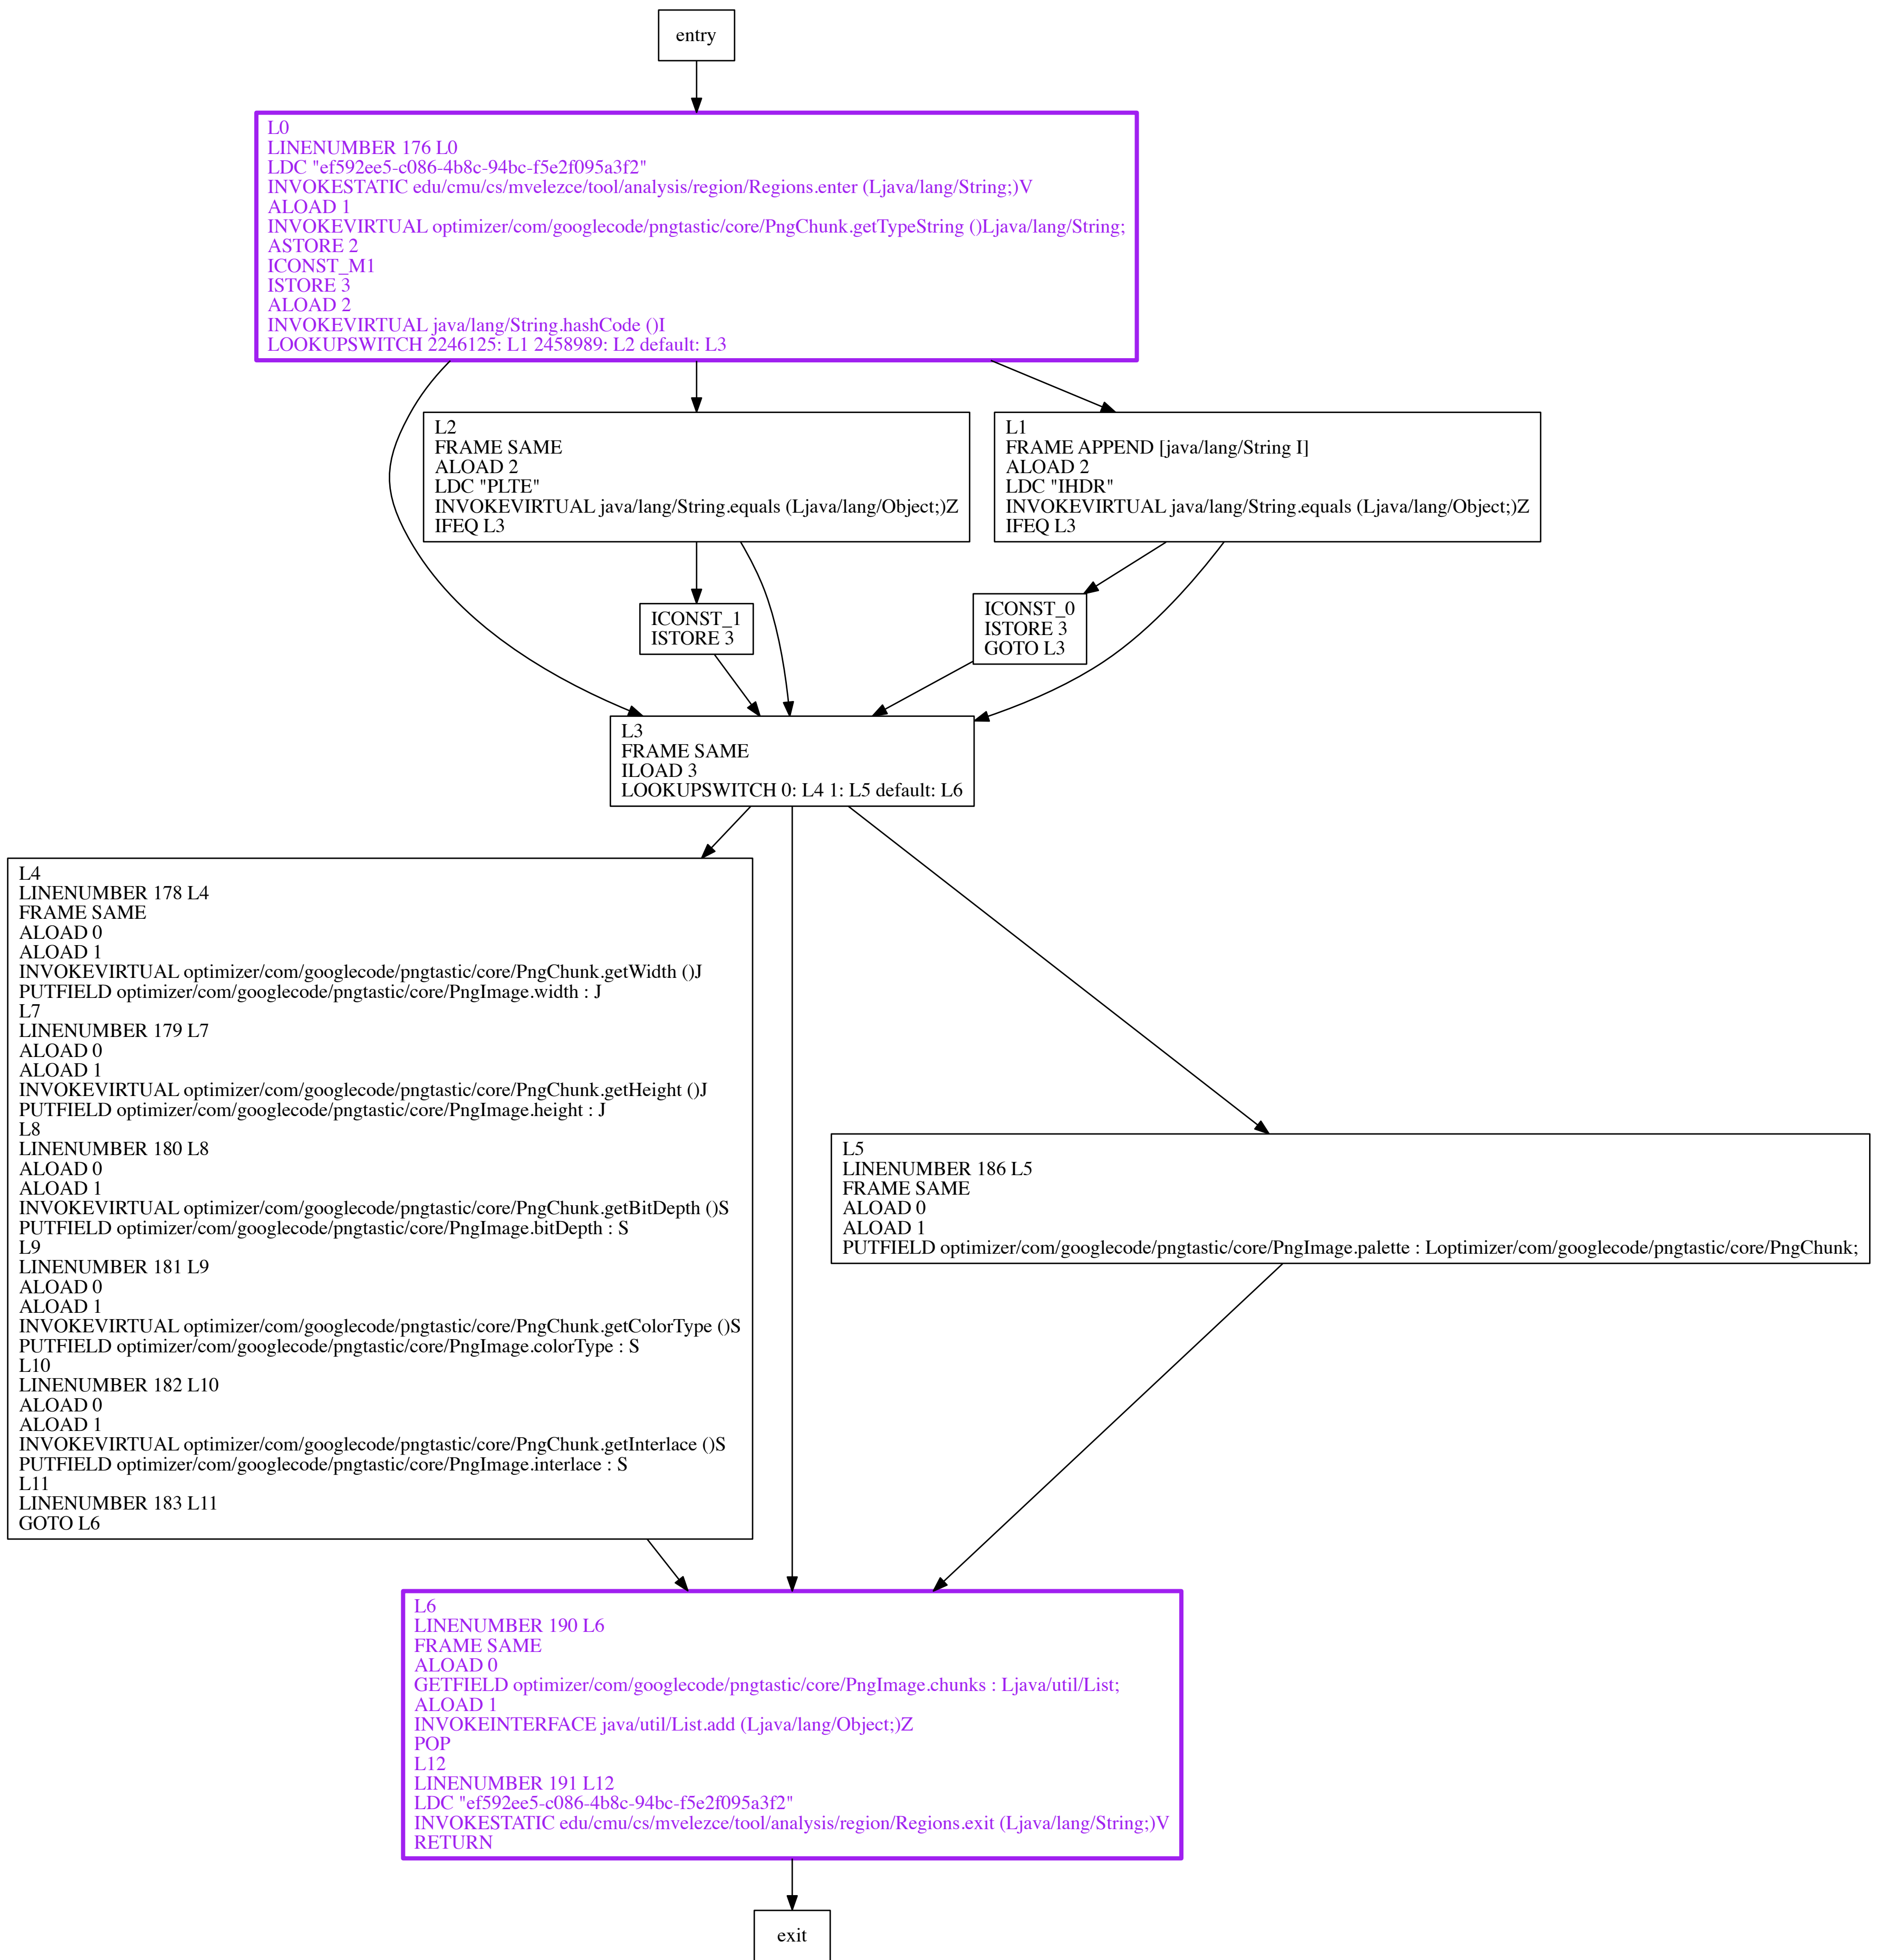 entry
L0
LINENUMBER 176 L0
LDC "ef592ee5-c086-4b8c-94bc-f5e2f095a3f2"
INVOKESTATIC edu/cmu/cs/mvelezce/tool/analysis/region/Regions.enter (Ljava/lang/String;)V
ALOAD 1
INVOKEVIRTUAL optimizer/com/googlecode/pngtastic/core/PngChunk.getTypeString ()Ljava/lang/String;
ASTORE 2
ICONST_M1
ISTORE 3
ALOAD 2
INVOKEVIRTUAL java/lang/String.hashCode ()I
LOOKUPSWITCH 2246125: L1 2458989: L2 default: L3
L2
FRAME SAME
ALOAD 2
LDC "PLTE"
INVOKEVIRTUAL java/lang/String.equals (Ljava/lang/Object;)Z
IFEQ L3
L1
FRAME APPEND [java/lang/String I]
ALOAD 2
LDC "IHDR"
INVOKEVIRTUAL java/lang/String.equals (Ljava/lang/Object;)Z
IFEQ L3
ICONST_1
ISTORE 3
ICONST_0
ISTORE 3
GOTO L3
L3
FRAME SAME
ILOAD 3
LOOKUPSWITCH 0: L4 1: L5 default: L6
L4
LINENUMBER 178 L4
FRAME SAME
ALOAD 0
ALOAD 1
INVOKEVIRTUAL optimizer/com/googlecode/pngtastic/core/PngChunk.getWidth ()J
PUTFIELD optimizer/com/googlecode/pngtastic/core/PngImage.width : J
L7
LINENUMBER 179 L7
ALOAD 0
ALOAD 1
INVOKEVIRTUAL optimizer/com/googlecode/pngtastic/core/PngChunk.getHeight ()J
PUTFIELD optimizer/com/googlecode/pngtastic/core/PngImage.height : J
L8
LINENUMBER 180 L8
ALOAD 0
ALOAD 1
INVOKEVIRTUAL optimizer/com/googlecode/pngtastic/core/PngChunk.getBitDepth ()S
PUTFIELD optimizer/com/googlecode/pngtastic/core/PngImage.bitDepth : S
L9
LINENUMBER 181 L9
ALOAD 0
ALOAD 1
INVOKEVIRTUAL optimizer/com/googlecode/pngtastic/core/PngChunk.getColorType ()S
PUTFIELD optimizer/com/googlecode/pngtastic/core/PngImage.colorType : S
L10
LINENUMBER 182 L10
ALOAD 0
ALOAD 1
INVOKEVIRTUAL optimizer/com/googlecode/pngtastic/core/PngChunk.getInterlace ()S
PUTFIELD optimizer/com/googlecode/pngtastic/core/PngImage.interlace : S
L11
LINENUMBER 183 L11
GOTO L6
L5
LINENUMBER 186 L5
FRAME SAME
ALOAD 0
ALOAD 1
PUTFIELD optimizer/com/googlecode/pngtastic/core/PngImage.palette : Loptimizer/com/googlecode/pngtastic/core/PngChunk;
L6
LINENUMBER 190 L6
FRAME SAME
ALOAD 0
GETFIELD optimizer/com/googlecode/pngtastic/core/PngImage.chunks : Ljava/util/List;
ALOAD 1
INVOKEINTERFACE java/util/List.add (Ljava/lang/Object;)Z
POP
L12
LINENUMBER 191 L12
LDC "ef592ee5-c086-4b8c-94bc-f5e2f095a3f2"
INVOKESTATIC edu/cmu/cs/mvelezce/tool/analysis/region/Regions.exit (Ljava/lang/String;)V
RETURN
exit